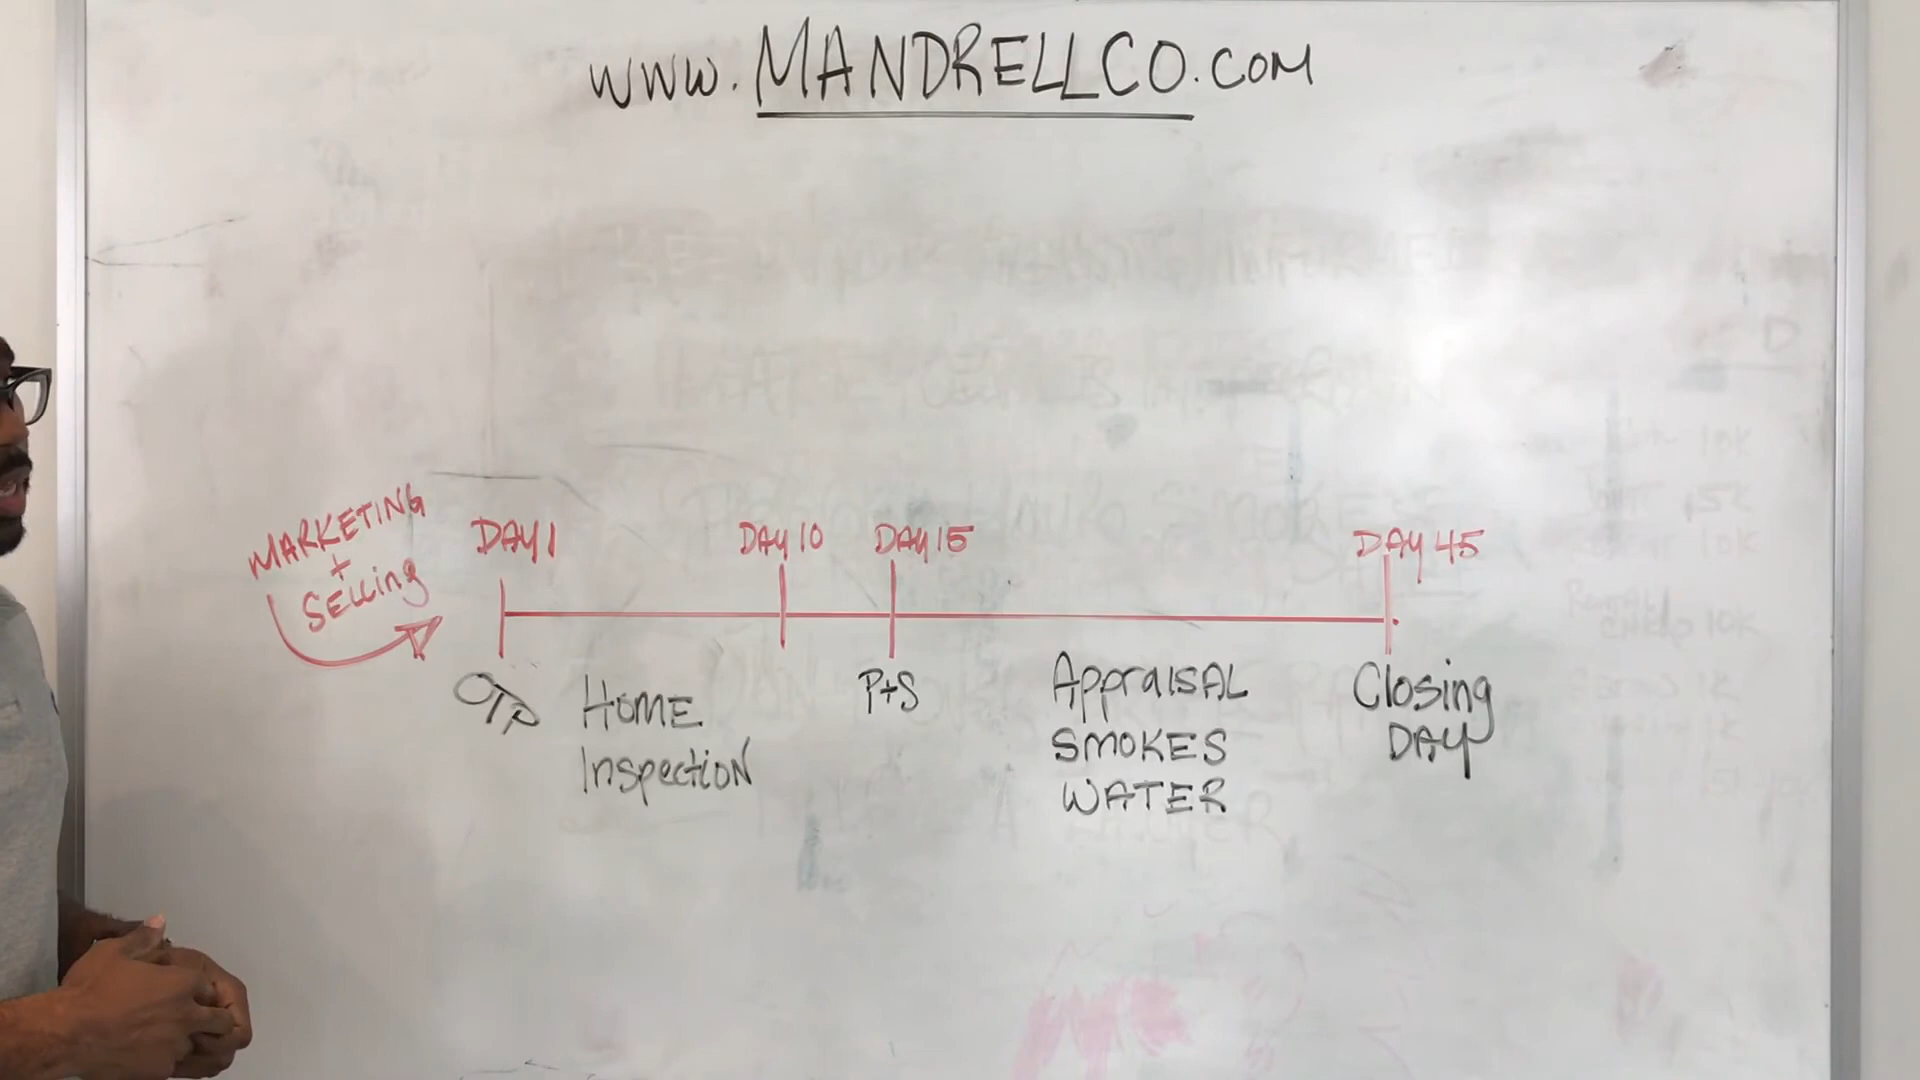 www.MANDRELLCO.com
MARKETING
+
SELLing
DAY 1
DAY 10
DAY 15
DAY 45
OTP
HOME
InspectioN
P+S
AppraisAL
SMOKES
WATER
Closing
DAY